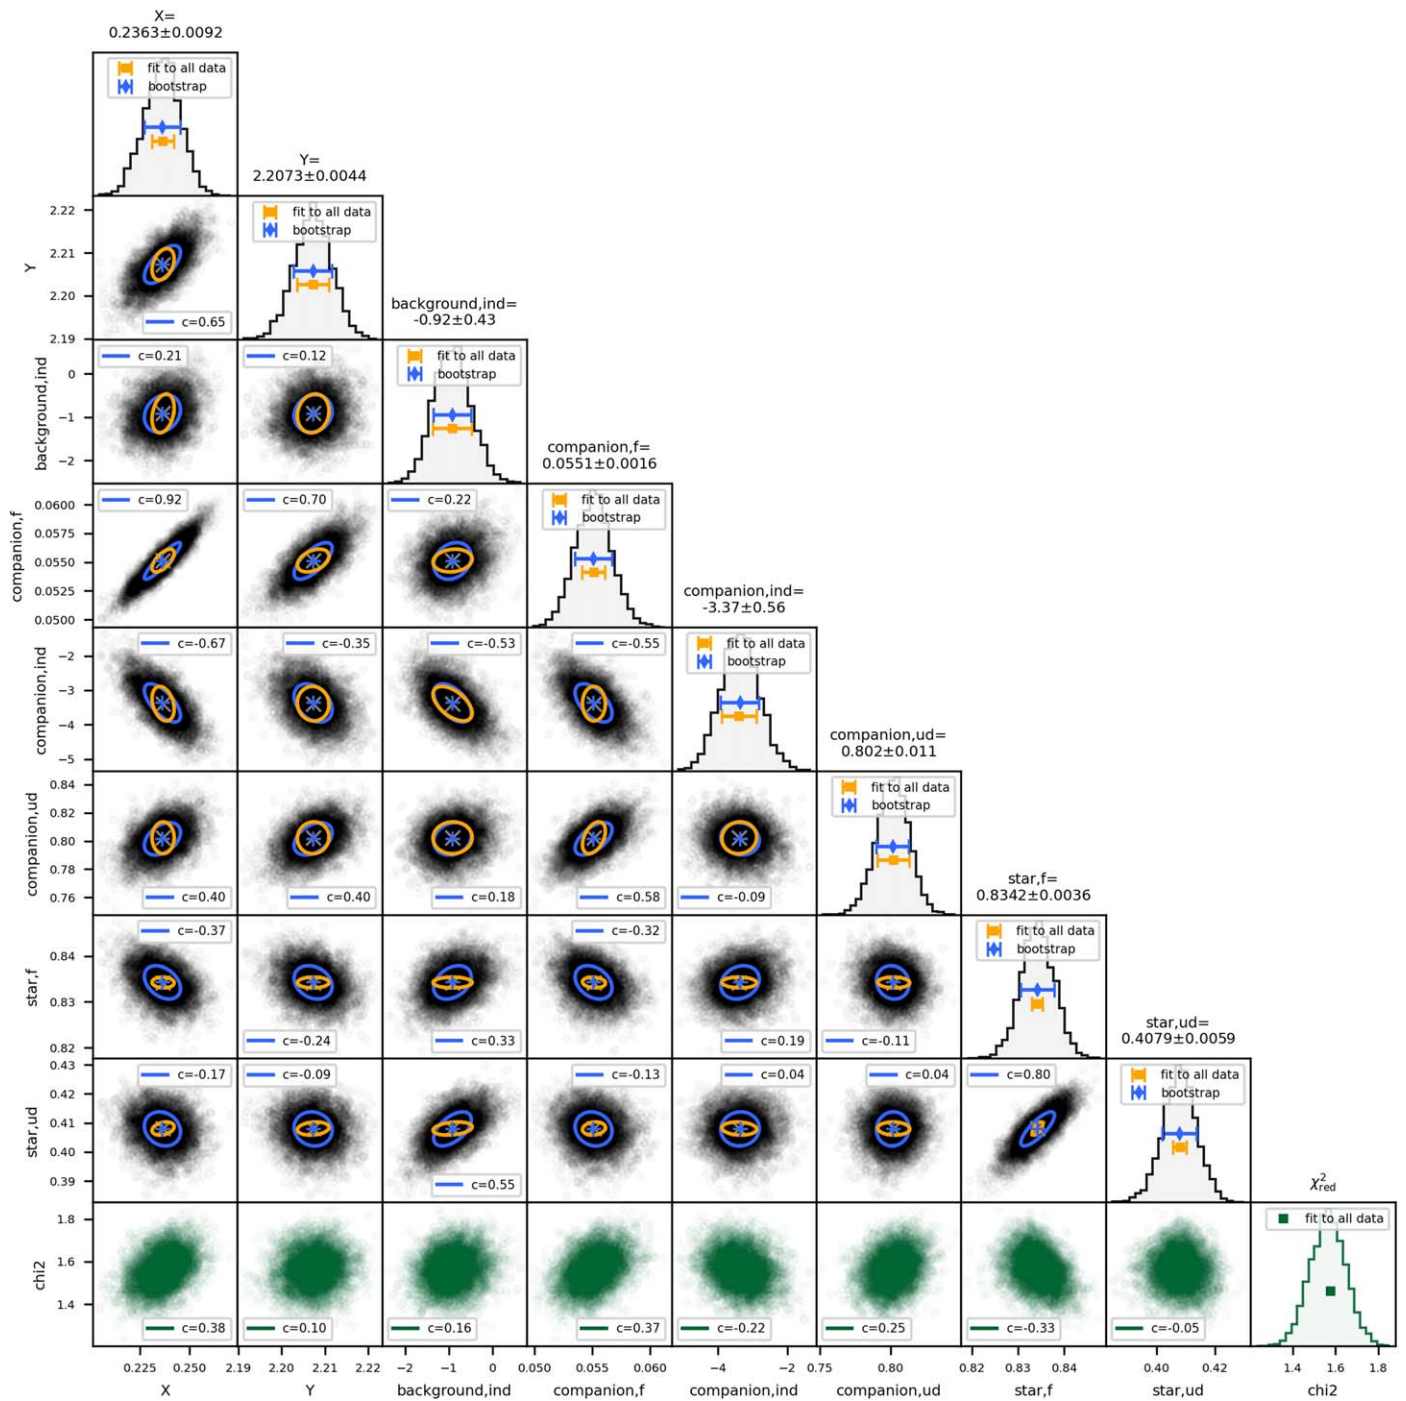 X=
0.2363±0.0092
fit to all data
bootstrap
Y=
2.2073±0.0044
2.22
2.21
2.20
2.19
Y
c=0.65
fit to all data
bootstrap
background,ind=
-0.92±0.43
0
−1
−2
background,ind
c=0.21
c=0.12
fit to all data
bootstrap
companion,f=
0.0551±0.0016
0.0600
0.0575
0.0550
0.0525
0.0500
companion,f
c=0.92
c=0.70
c=0.22
fit to all data
bootstrap
companion,ind=
-3.37±0.56
−2
−3
−4
−5
companion,ind
c=-0.67
c=-0.35
c=-0.53
c=-0.55
fit to all data
bootstrap
companion,ud=
0.802±0.011
0.84
0.82
0.80
0.78
0.76
companion,ud
c=0.40
c=0.40
c=0.18
c=0.58
c=-0.09
fit to all data
bootstrap
star,f=
0.8342±0.0036
0.84
0.83
0.82
star,f
c=-0.37
c=-0.24
c=0.33
c=-0.32
c=0.19
c=-0.11
fit to all data
bootstrap
star,ud=
0.4079±0.0059
0.43
0.42
0.41
0.40
0.39
star,ud
c=-0.17
c=-0.09
c=0.55
c=-0.13
c=0.04
c=0.04
c=0.80
fit to all data
bootstrap
χ²red
1.8
1.6
1.4
chi2
c=0.38
c=0.10
c=0.16
c=0.37
c=-0.22
c=0.25
c=-0.33
c=-0.05
fit to all data
0.225 0.250 2.19 2.20 2.21 2.22 −2 −1 0 0.050 0.055 0.060 −4 −2 0.75 0.80 0.82 0.83 0.84 0.40 0.42 1.4 1.6 1.8
X Y background,ind companion,f companion,ind companion,ud star,f star,ud chi2